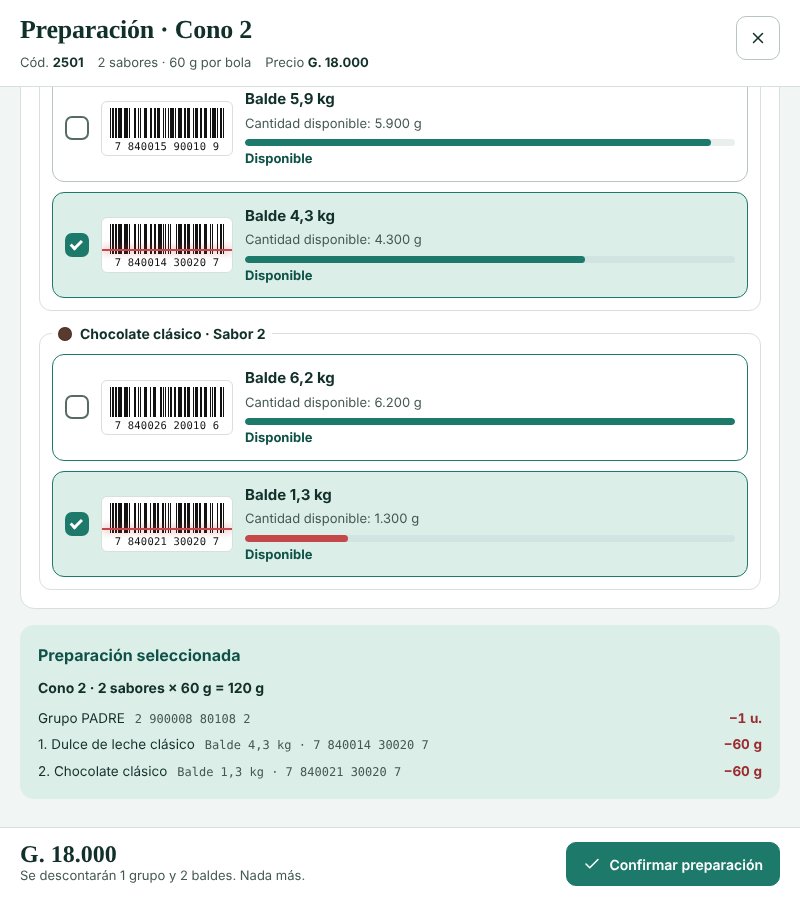 Preparación · Cono 2
Cód. 2501 2 sabores · 60 g por bola Precio G. 18.000
Balde 5,9 kg
Cantidad disponible: 5.900 g
7 840015 90010 9
Disponible
Balde 4,3 kg
Cantidad disponible: 4.300 g
7 840014 30020 7
Disponible
Chocolate clásico · Sabor 2
Balde 6,2 kg
Cantidad disponible: 6.200 g
7 840026 20010 6
Disponible
Balde 1,3 kg
Cantidad disponible: 1.300 g
7 840021 30020 7
Disponible
Preparación seleccionada
Cono 2 · 2 sabores × 60 g = 120 g
Grupo PADRE 2 900008 80108 2 −1 u.
1. Dulce de leche clásico Balde 4,3 kg · 7 840014 30020 7 −60 g
2. Chocolate clásico Balde 1,3 kg · 7 840021 30020 7 −60 g
G. 18.000
Se descontarán 1 grupo y 2 baldes. Nada más.
Confirmar preparación